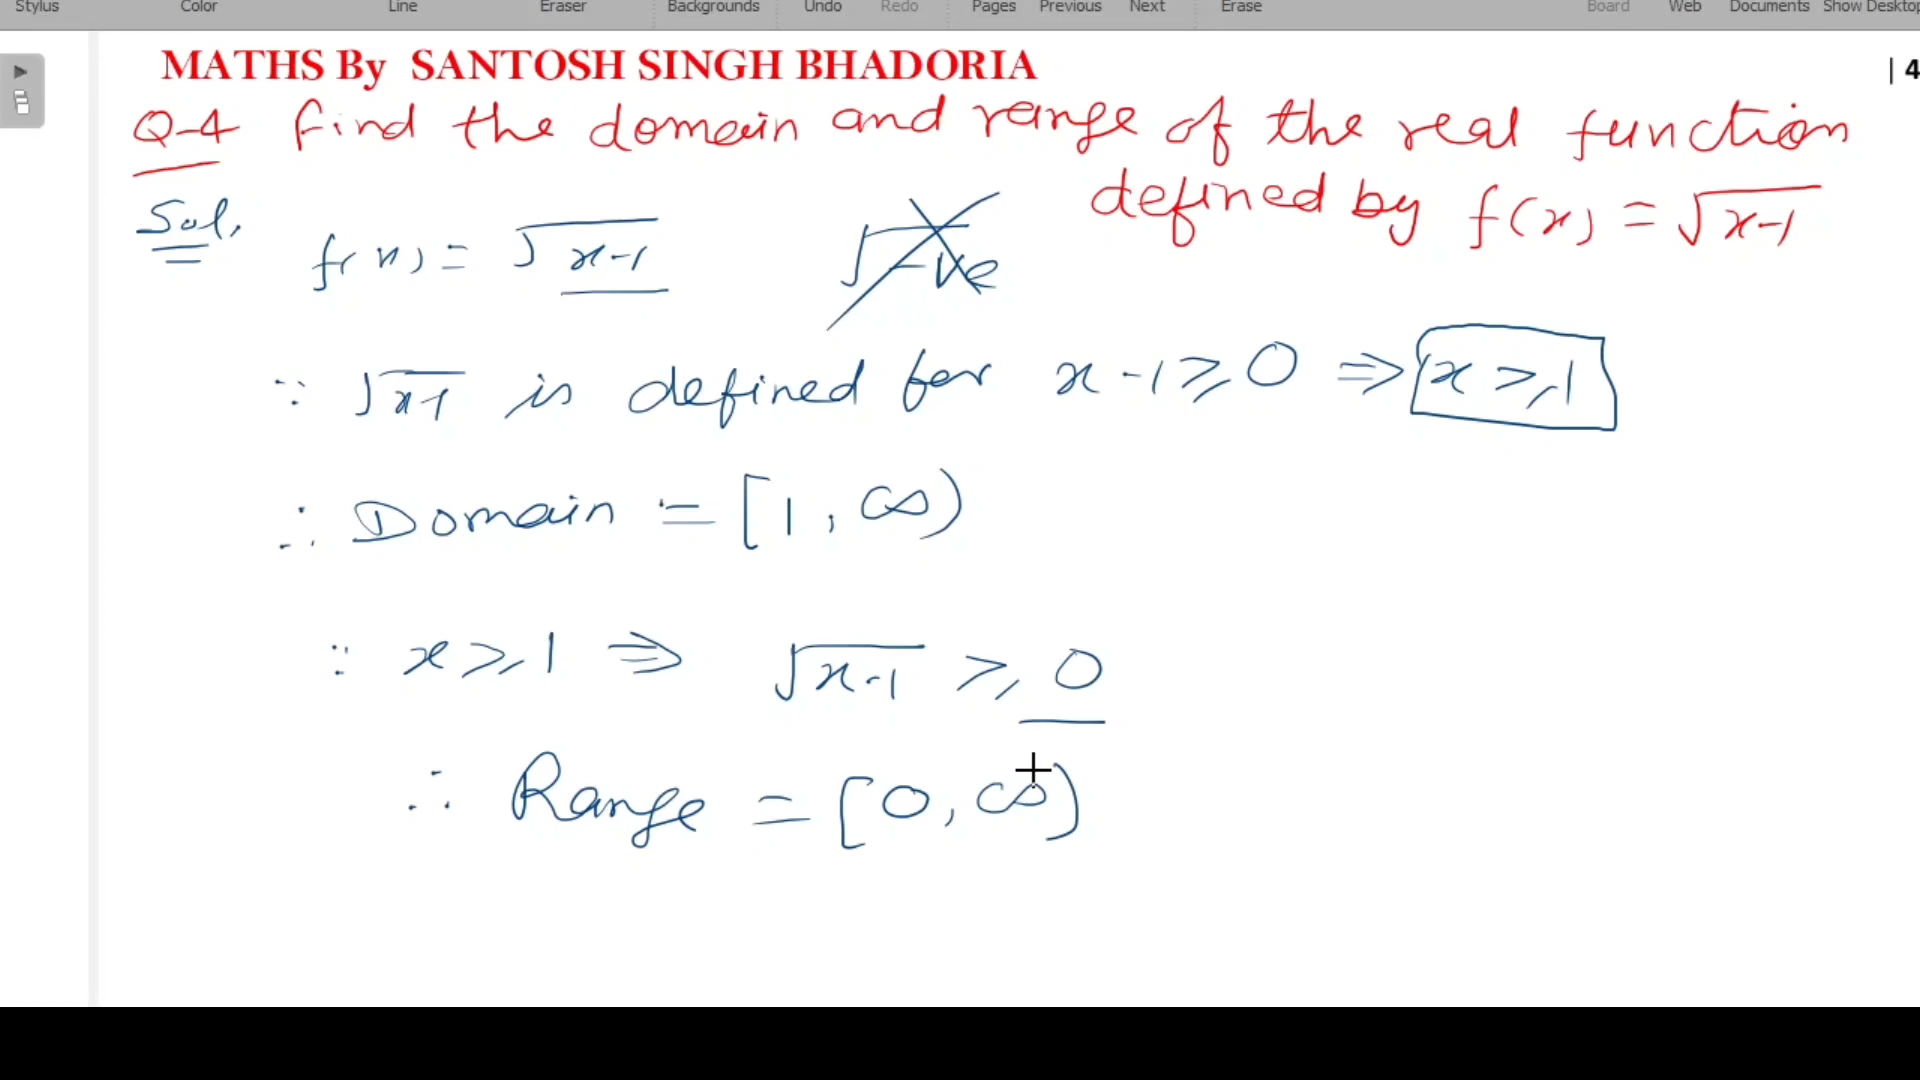 Stylus Color Line Eraser Backgrounds Undo Redo Pages Previous Next Erase Board Web Documents Show Desktop
MATHS By SANTOSH SINGH BHADORIA | 4
Q-4 find the domain and range of the real function
defined by f(x) = √(x-1)
Sol.
f(x) = √(x-1) √-ve
∵ √(x-1) is defined for x-1 ≥ 0 ⇒ x ≥ 1
∴ Domain = [1, ∞)
∵ x ≥ 1 ⇒ √(x-1) ≥ 0
∴ Range = [0, ∞)